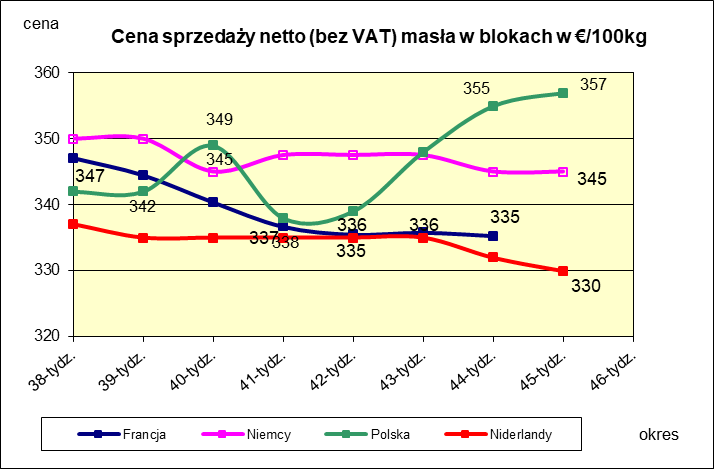 cena
Cena sprzedaży netto (bez VAT) masła w blokach w €/100kg
360
350
340
330
320
355
357
349
345
345
347
342
337
338
336
335
336
335
330
38-tydz.
39-tydz.
40-tydz.
41-tydz.
42-tydz.
43-tydz.
44-tydz.
45-tydz.
46-tydz.
Francja
Niemcy
Polska
Niderlandy
okres